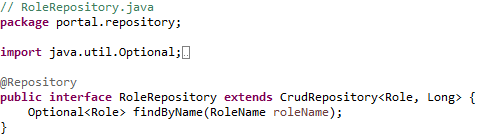 // RoleRepository.java
package portal.repository;
import java.util.Optional;
@Repository
public interface RoleRepository extends CrudRepository<Role, Long> {
Optional<Role> findByName(RoleName roleName);
}